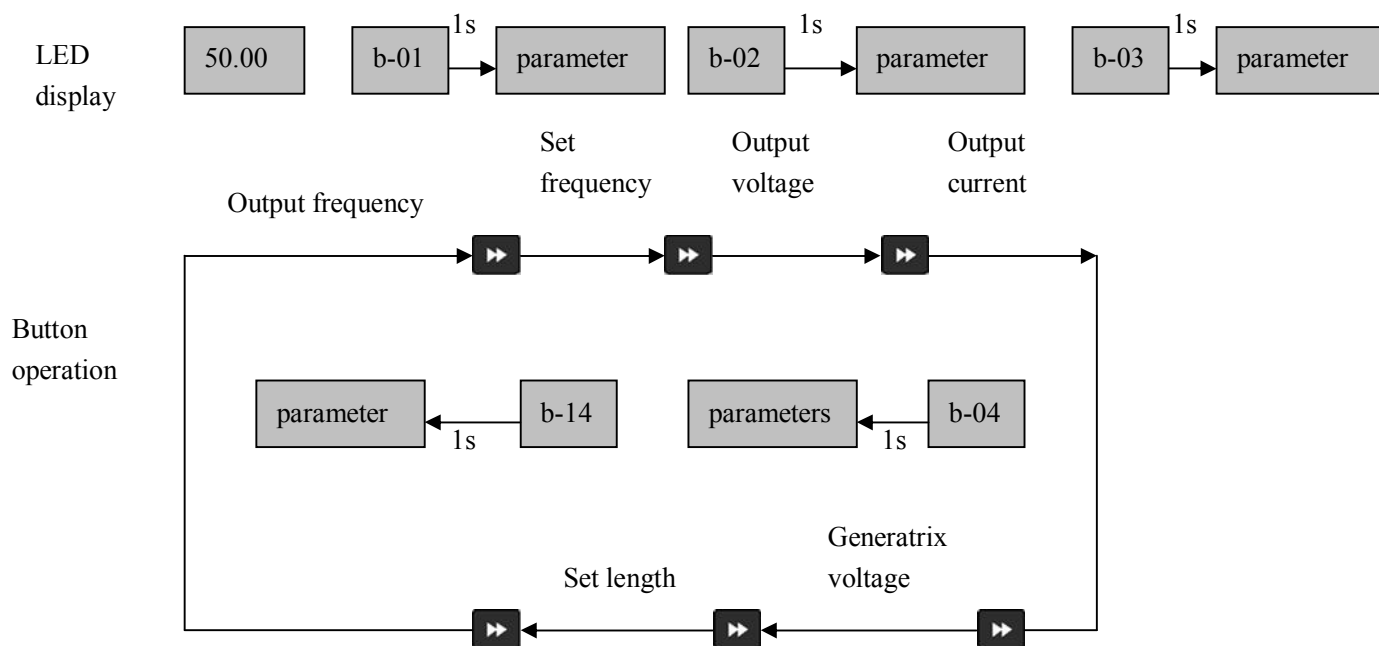 1s
1s
1s
LED
display
50.00
b-01
parameter
b-02
parameter
b-03
parameter
Set
frequency
Output
voltage
Output
current
Output frequency
Button
operation
parameter
1s
b-14
parameters
1s
b-04
Set length
Generatrix
voltage